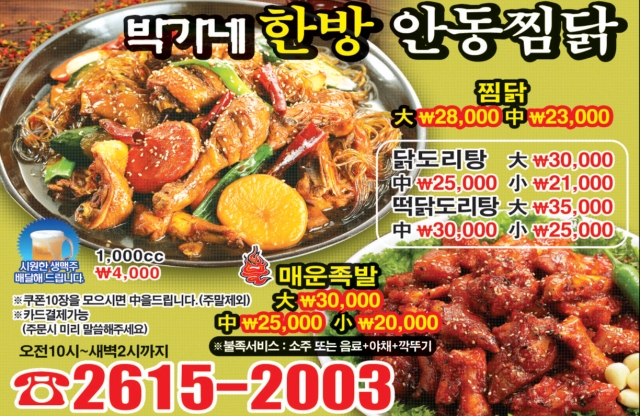 박가네 한방 안동찜닭
찜닭
大 ₩28,000 中 ₩23,000
닭도리탕 大 ₩30,000
中 ₩25,000 小 ₩21,000
떡닭도리탕 大 ₩35,000
中 ₩30,000 小 ₩25,000
시원한 생맥주
배달해 드립니다.
1,000cc
₩4,000
매운족발
大 ₩30,000
中 ₩25,000 小 ₩20,000
※불족서비스 : 소주 또는 음료+야채+깍뚜기
※쿠폰10장을 모으시면 中을드립니다.(주말제외)
※카드결제가능
(주문시 미리 말씀해주세요)
오전10시~새벽2시까지
☎2615-2003